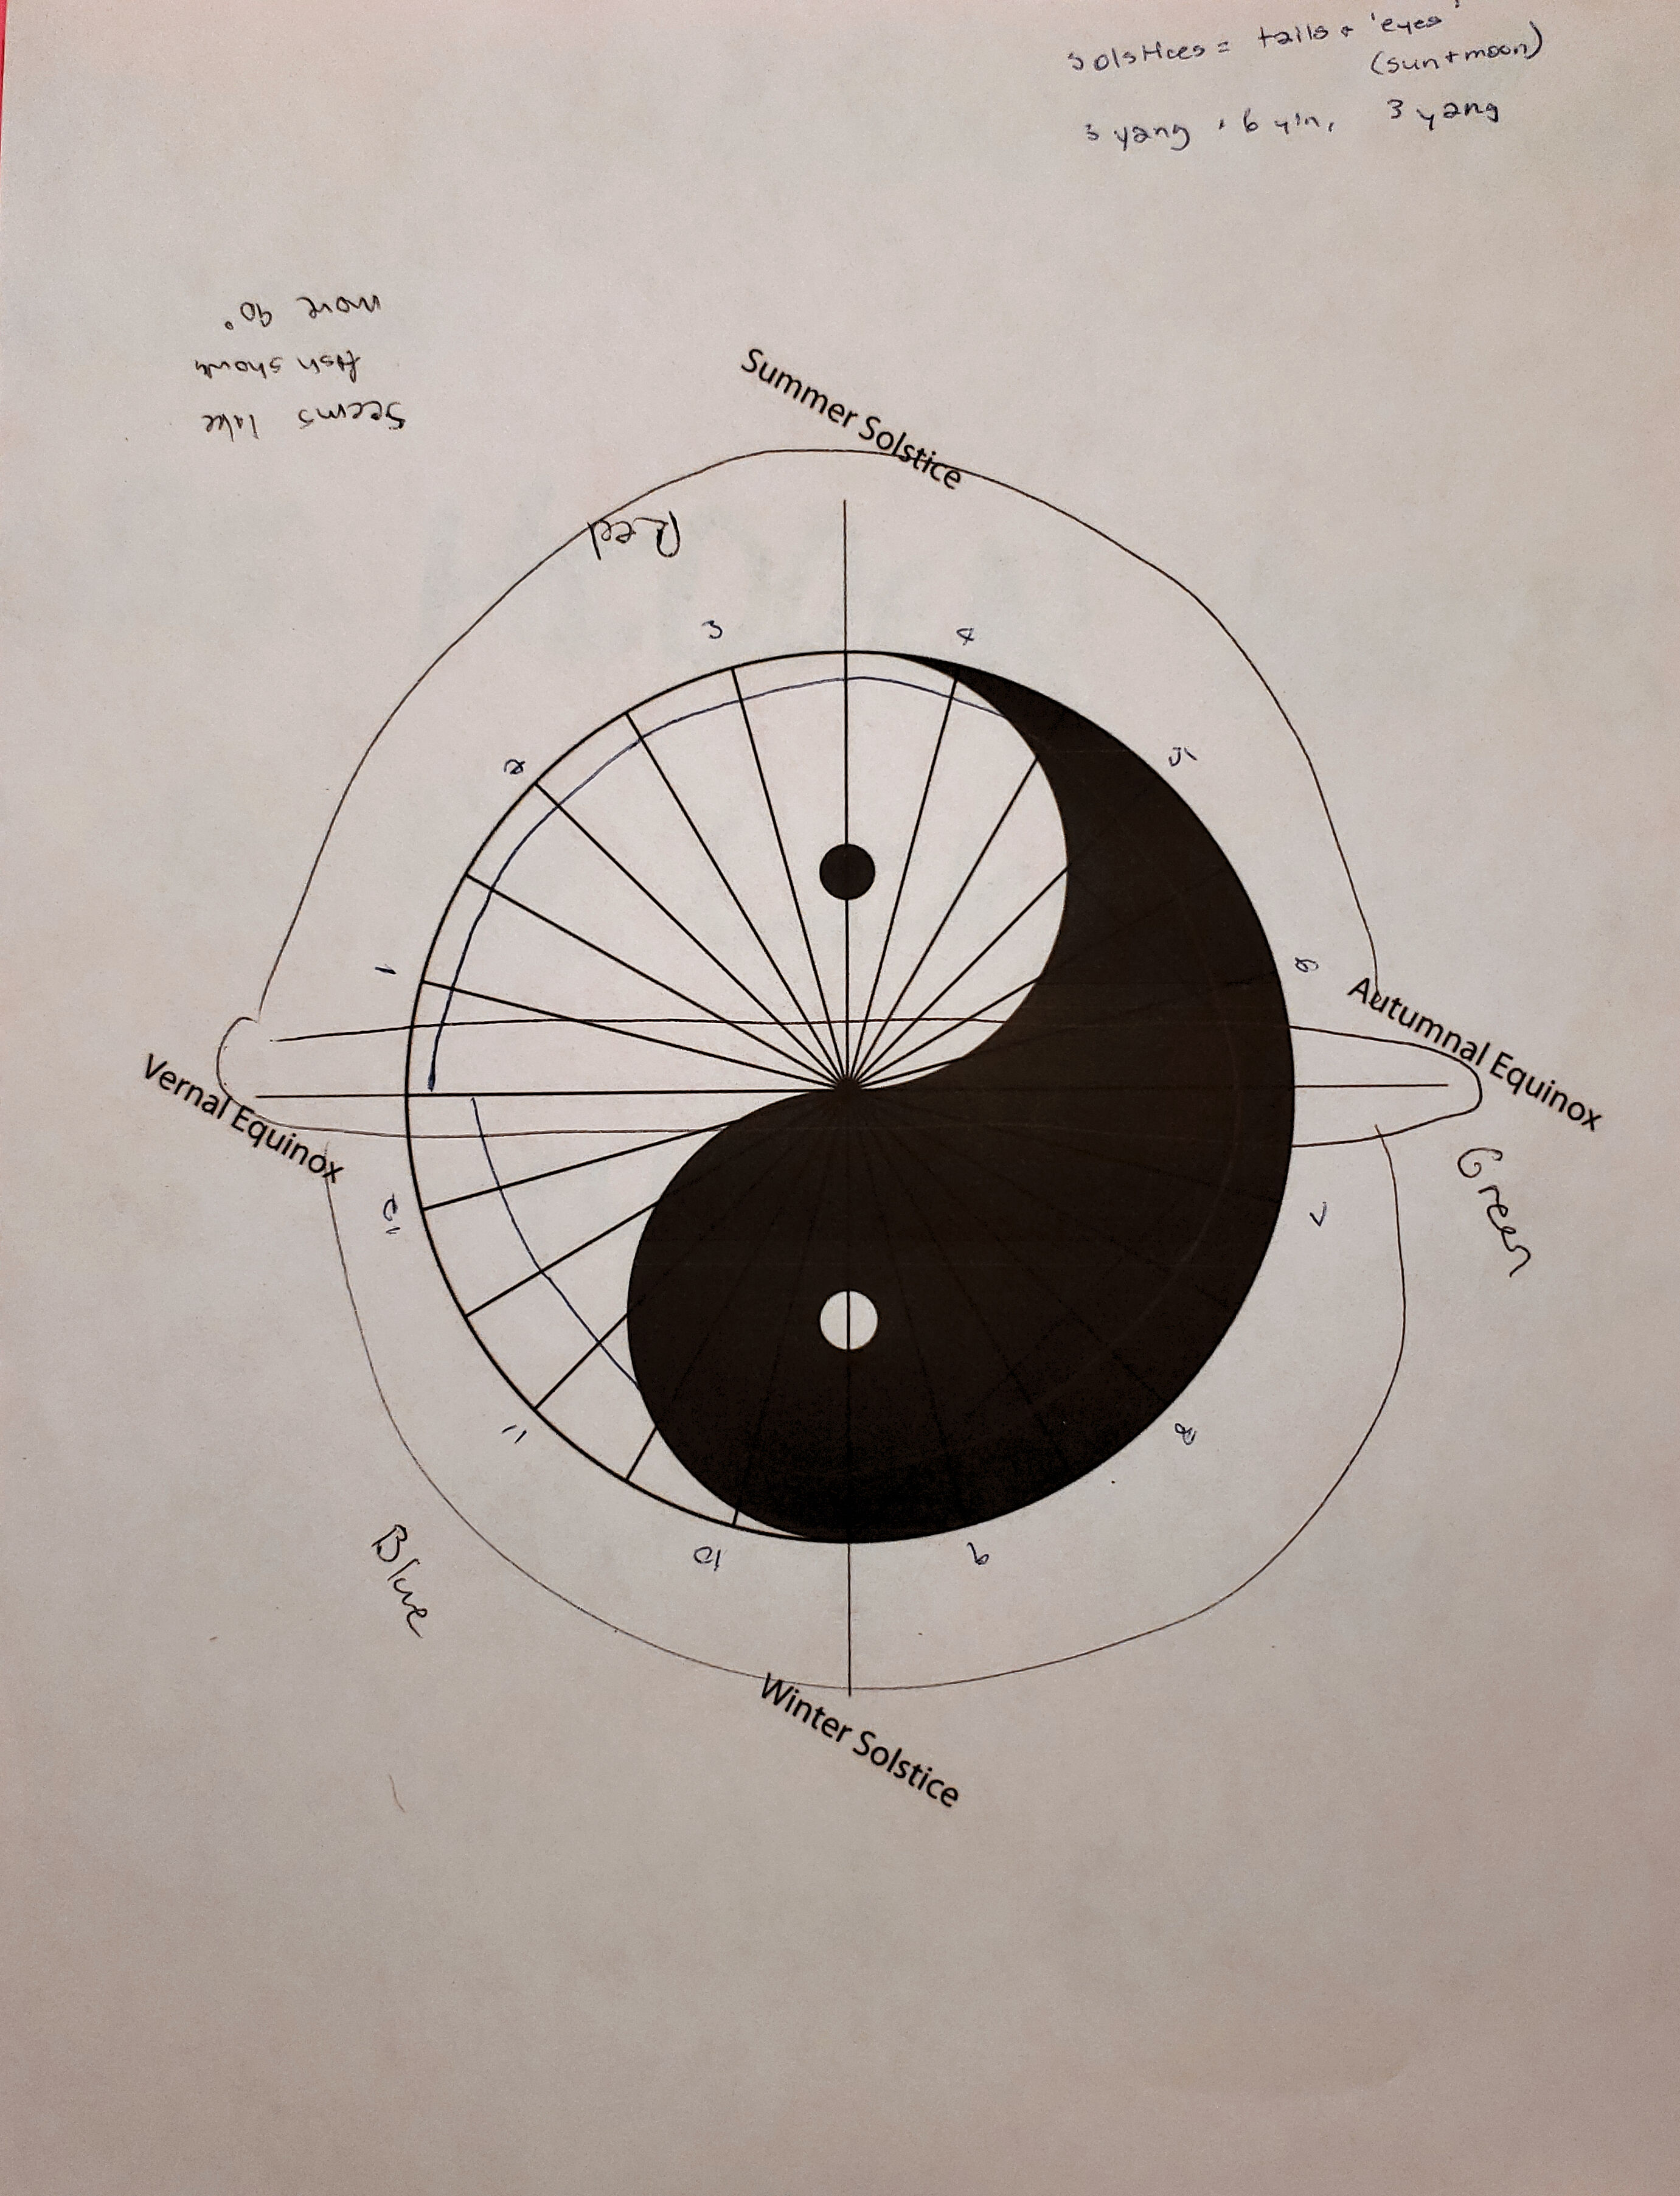 solstices = tails + 'eyes'
(sun + moon)
3 yang, 6 yin, 3 yang
Seems like
fish should
move 90°
Summer Solstice
Red
3
4
2
5
1
6
Autumnal Equinox
Vernal Equinox
Green
12
7
11
8
Blue
10
9
Winter Solstice